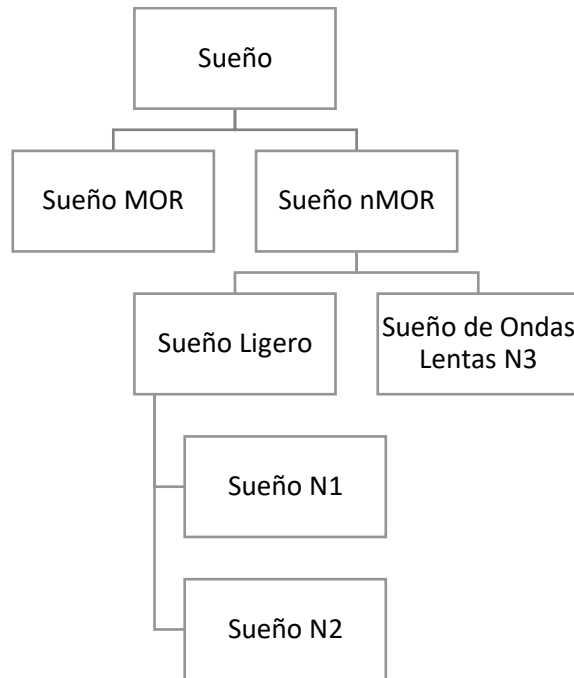 Sueño
Sueño MOR
Sueño nMOR
Sueño Ligero
Sueño de Ondas
Lentas N3
Sueño N1
Sueño N2